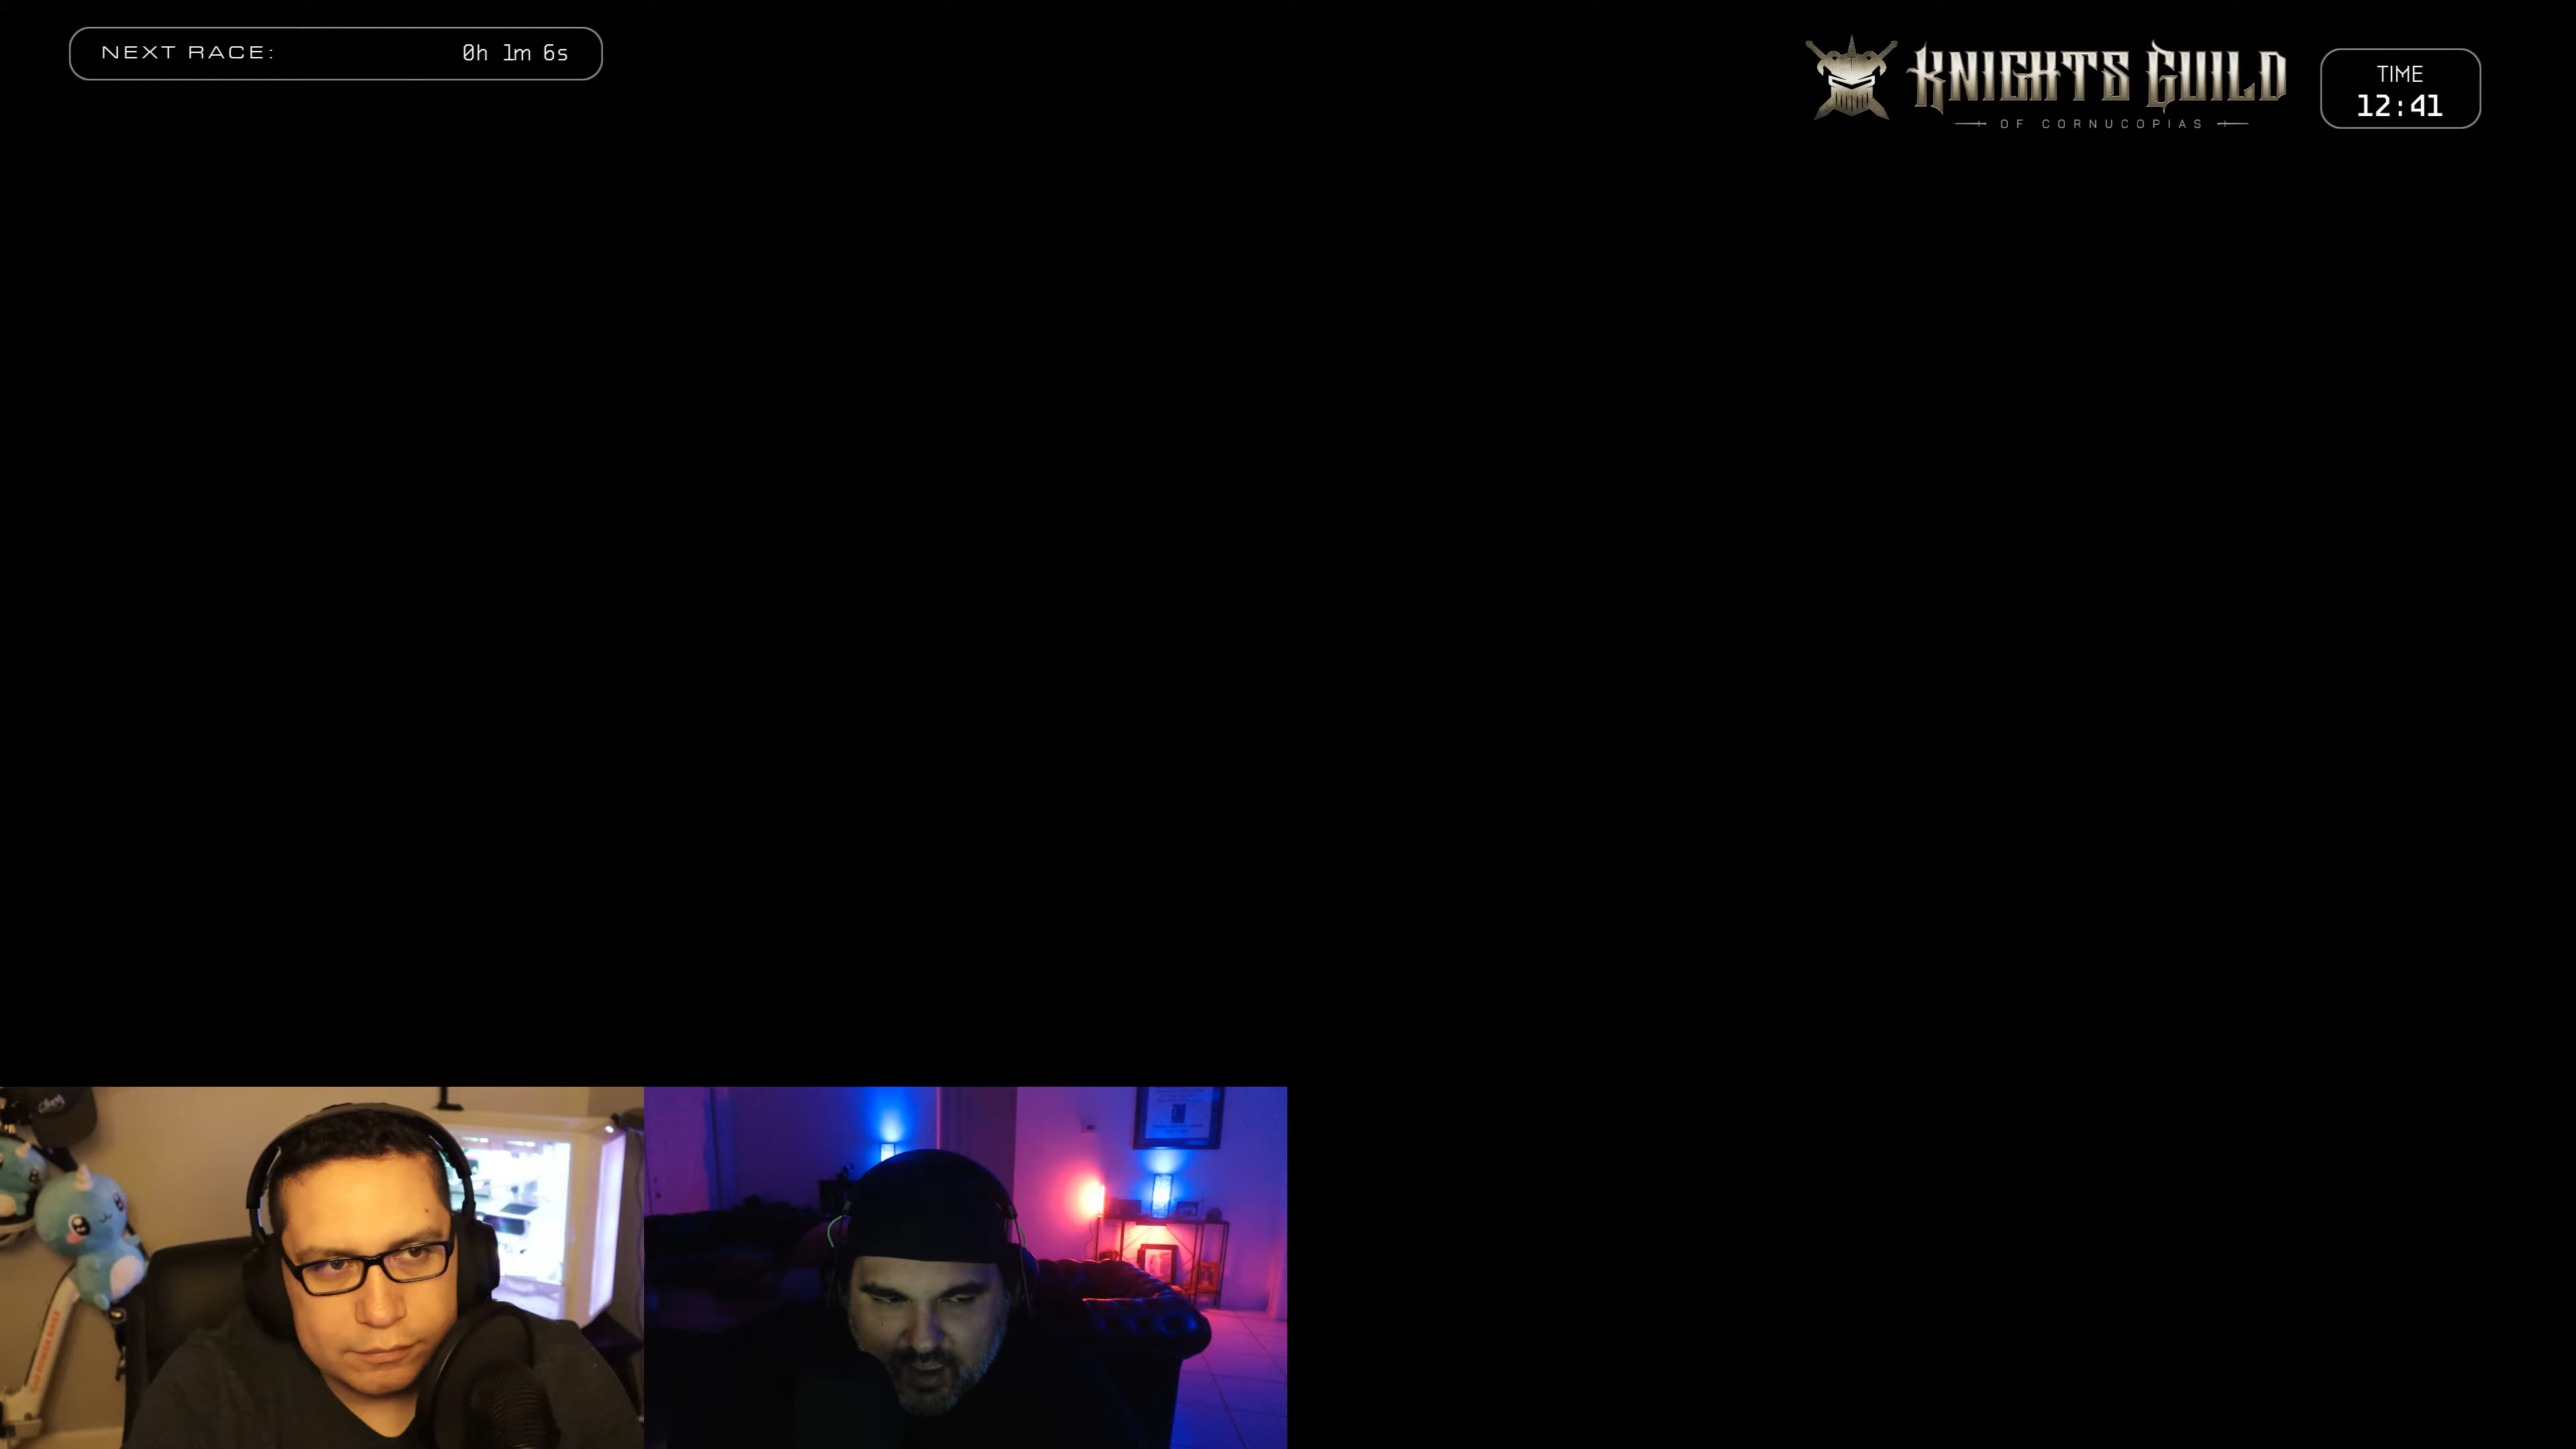 NEXT RACE: 0h 1m 6s
KNIGHTS GUILD
OF CORNUCOPIAS
TIME
12:41